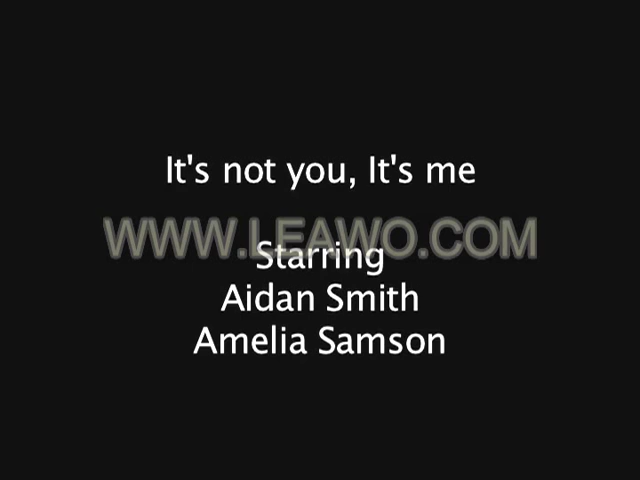 It's not you, It's me
WWW.LEAWO.COM
Starring
Aidan Smith
Amelia Samson